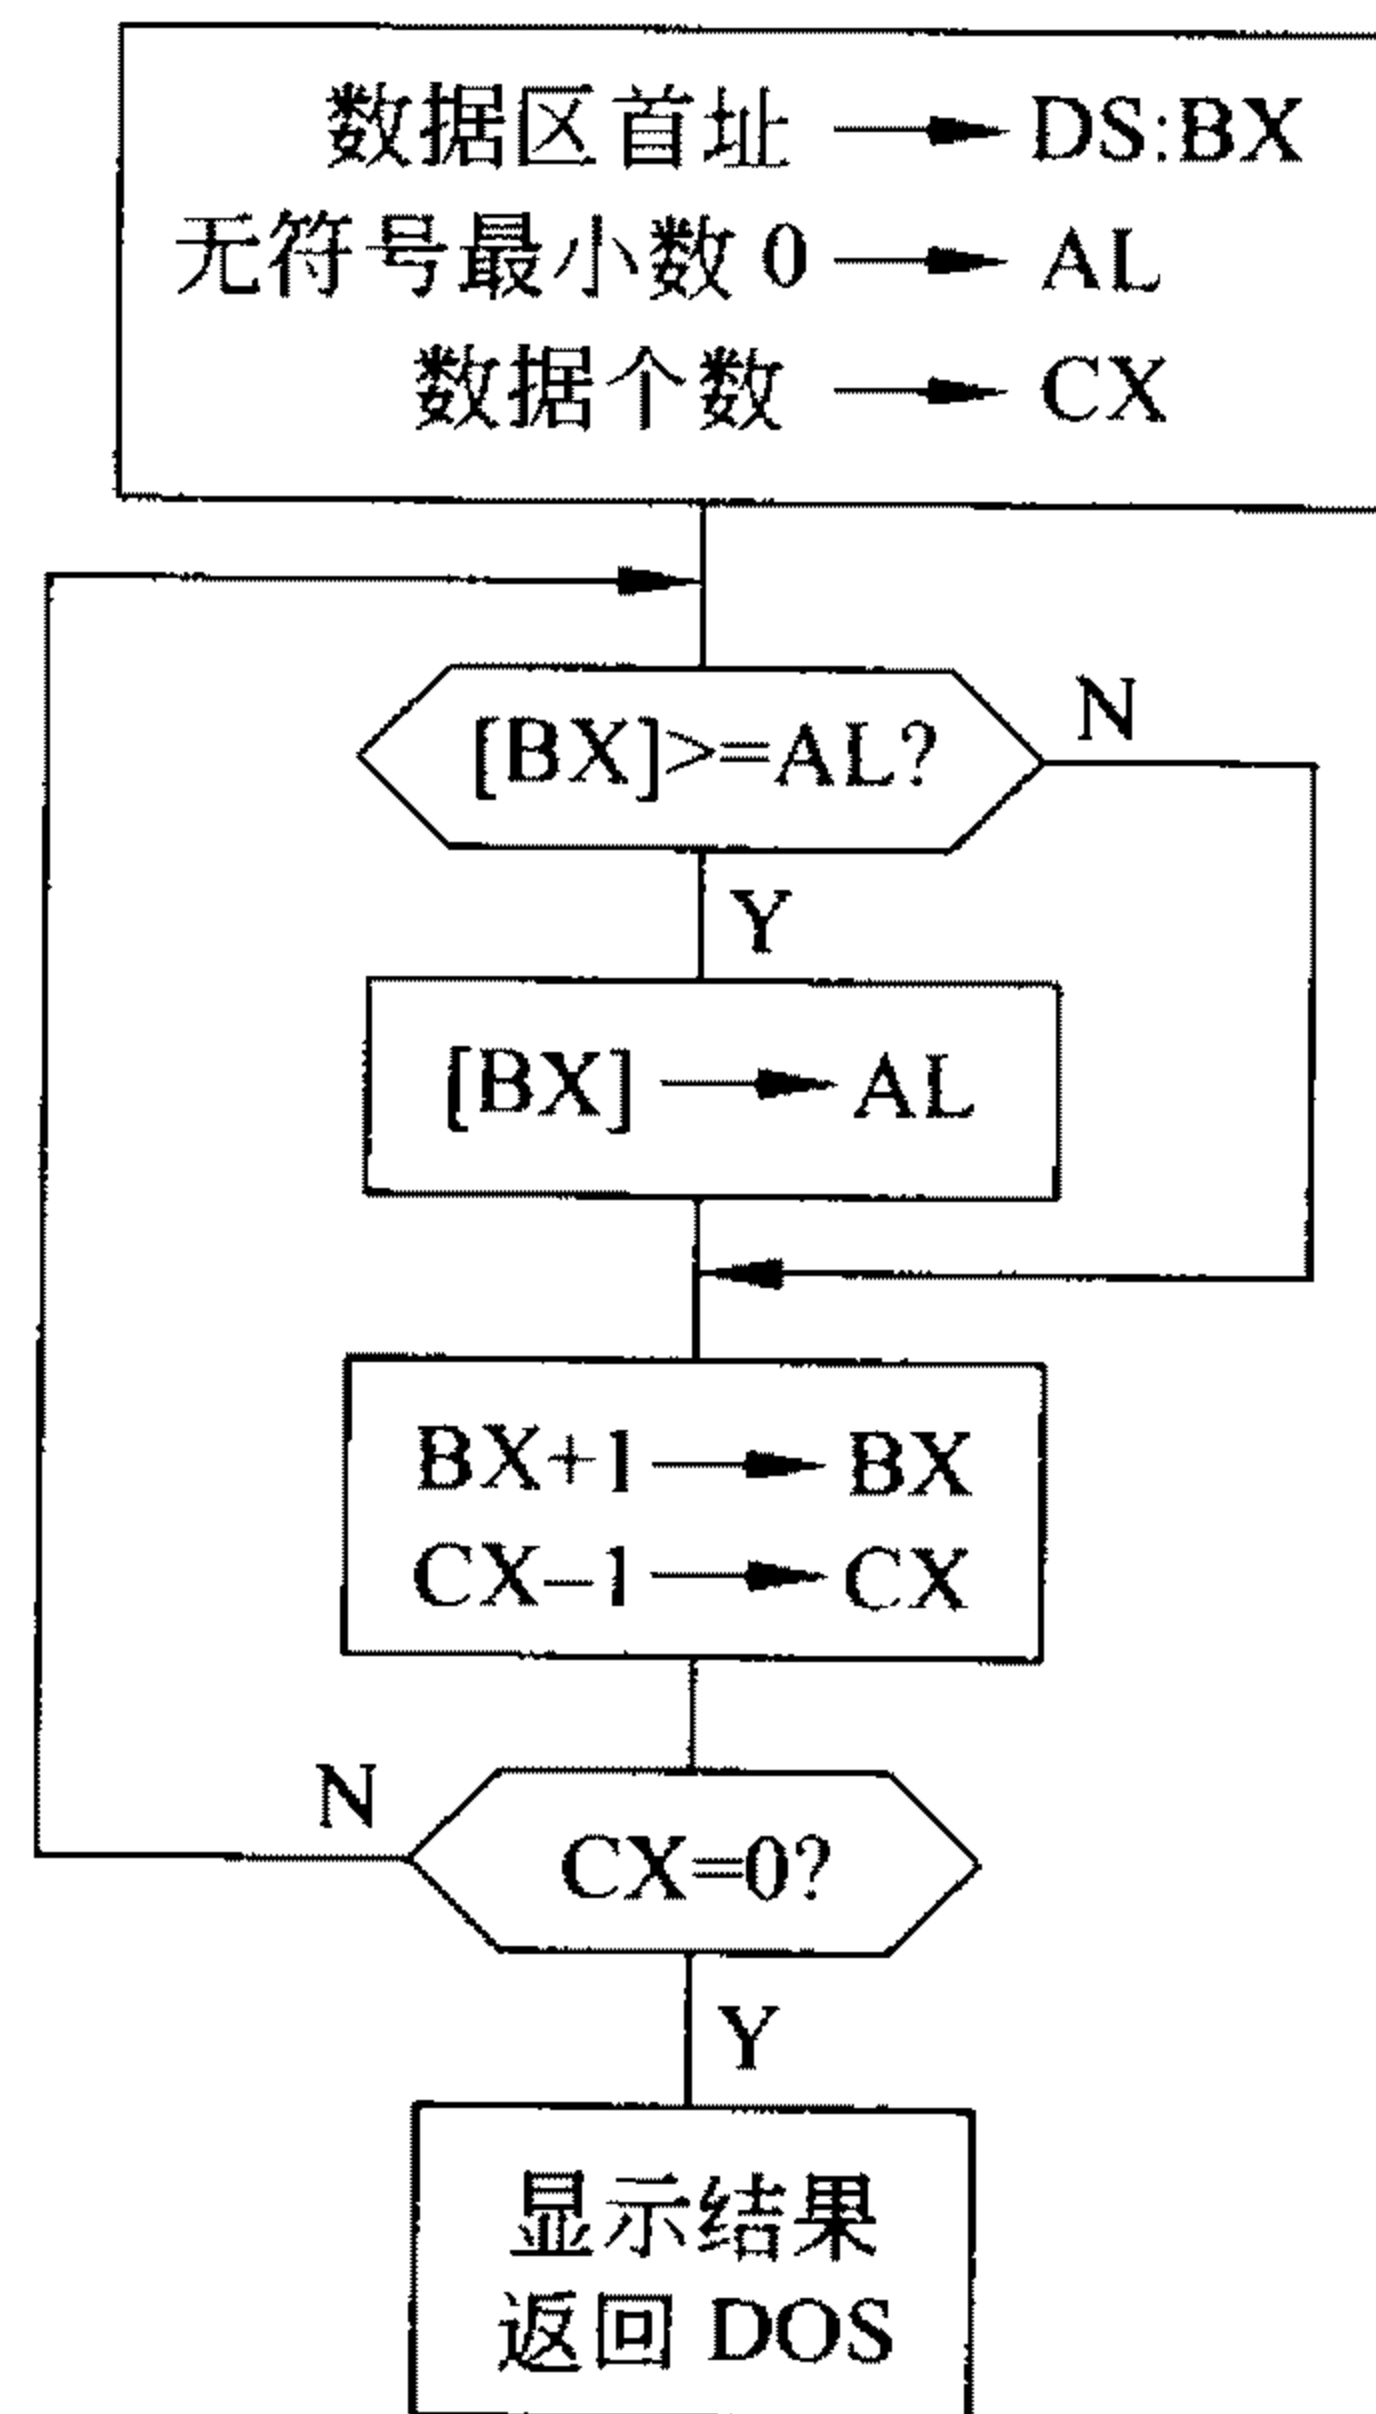 数据区首址 → DS:BX
无符号最小数 0 → AL
数据个数 → CX
[BX]>=AL?
N
Y
[BX] → AL
BX+1 → BX
CX-1 → CX
N
CX=0?
Y
显示结果
返回 DOS